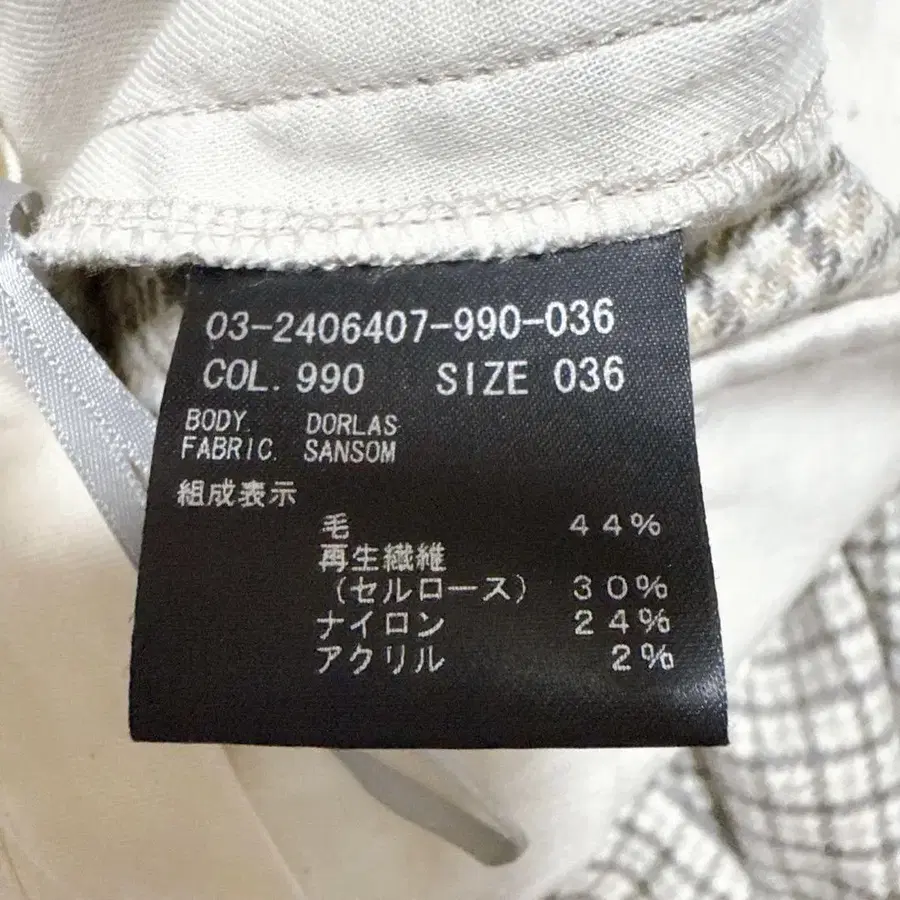 03-2406407-990-036
COL. 990 SIZE 036
BODY. DORLAS
FABRIC. SANSOM
組成表示
毛 44%
再生繊維
(セルロース) 30%
ナイロン 24%
アクリル 2%